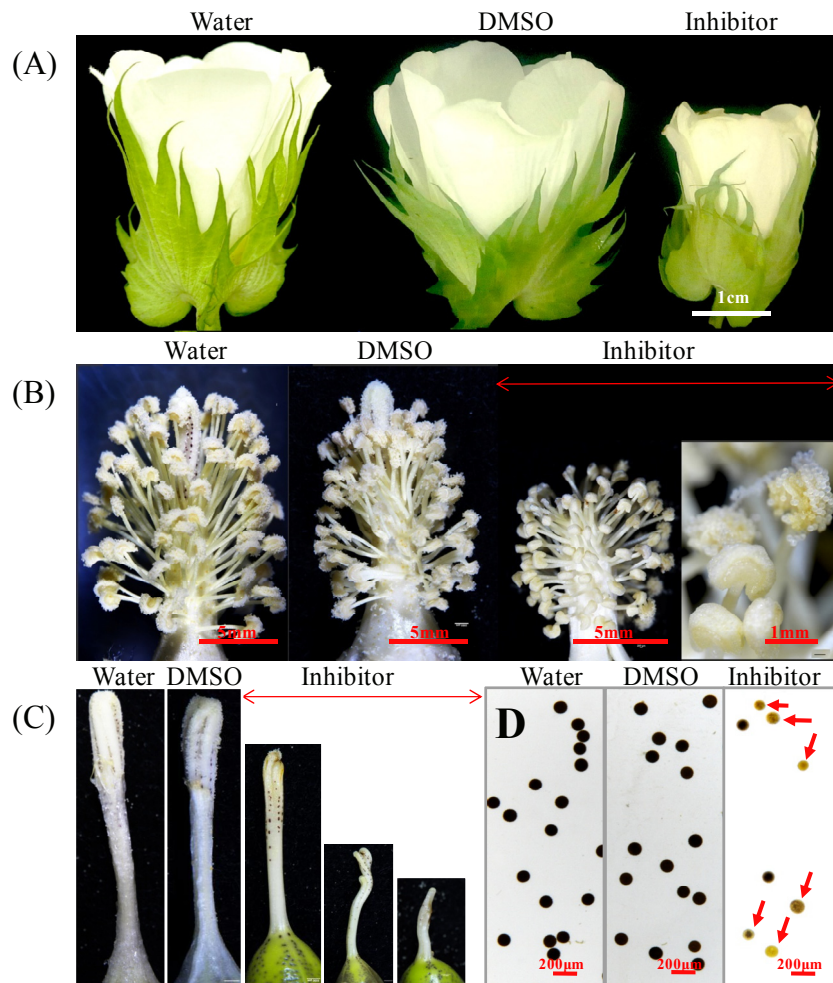 Water DMSO Inhibitor
(A)
1cm
Water DMSO Inhibitor
(B)
5mm 5mm 5mm 1mm
Water DMSO Inhibitor Water DMSO Inhibitor
(C) D
200μm 200μm 200μm